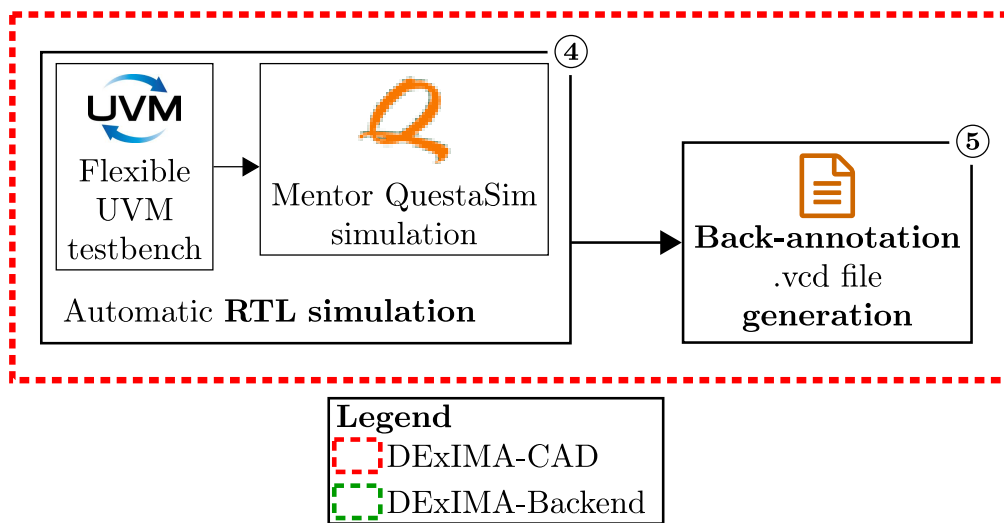 ④
UVM
Flexible
UVM
testbench
Mentor QuestaSim
simulation
Automatic RTL simulation
⑤
Back-annotation
.vcd file
generation
Legend
DExIMA-CAD
DExIMA-Backend